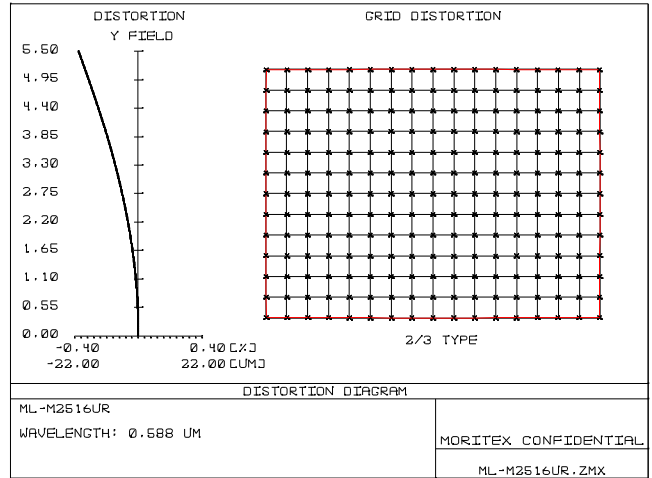 DISTORTION
Y FIELD
5.50
4.95
4.40
3.85
3.30
2.75
2.20
1.65
1.10
0.55
0.00
-0.40 0.40[%]
-22.00 22.00[UM]
GRID DISTORTION
2/3 TYPE
DISTORTION DIAGRAM
ML-M2516UR
WAVELENGTH: 0.588 UM
MORITEX CONFIDENTIAL
ML-M2516UR.ZMX